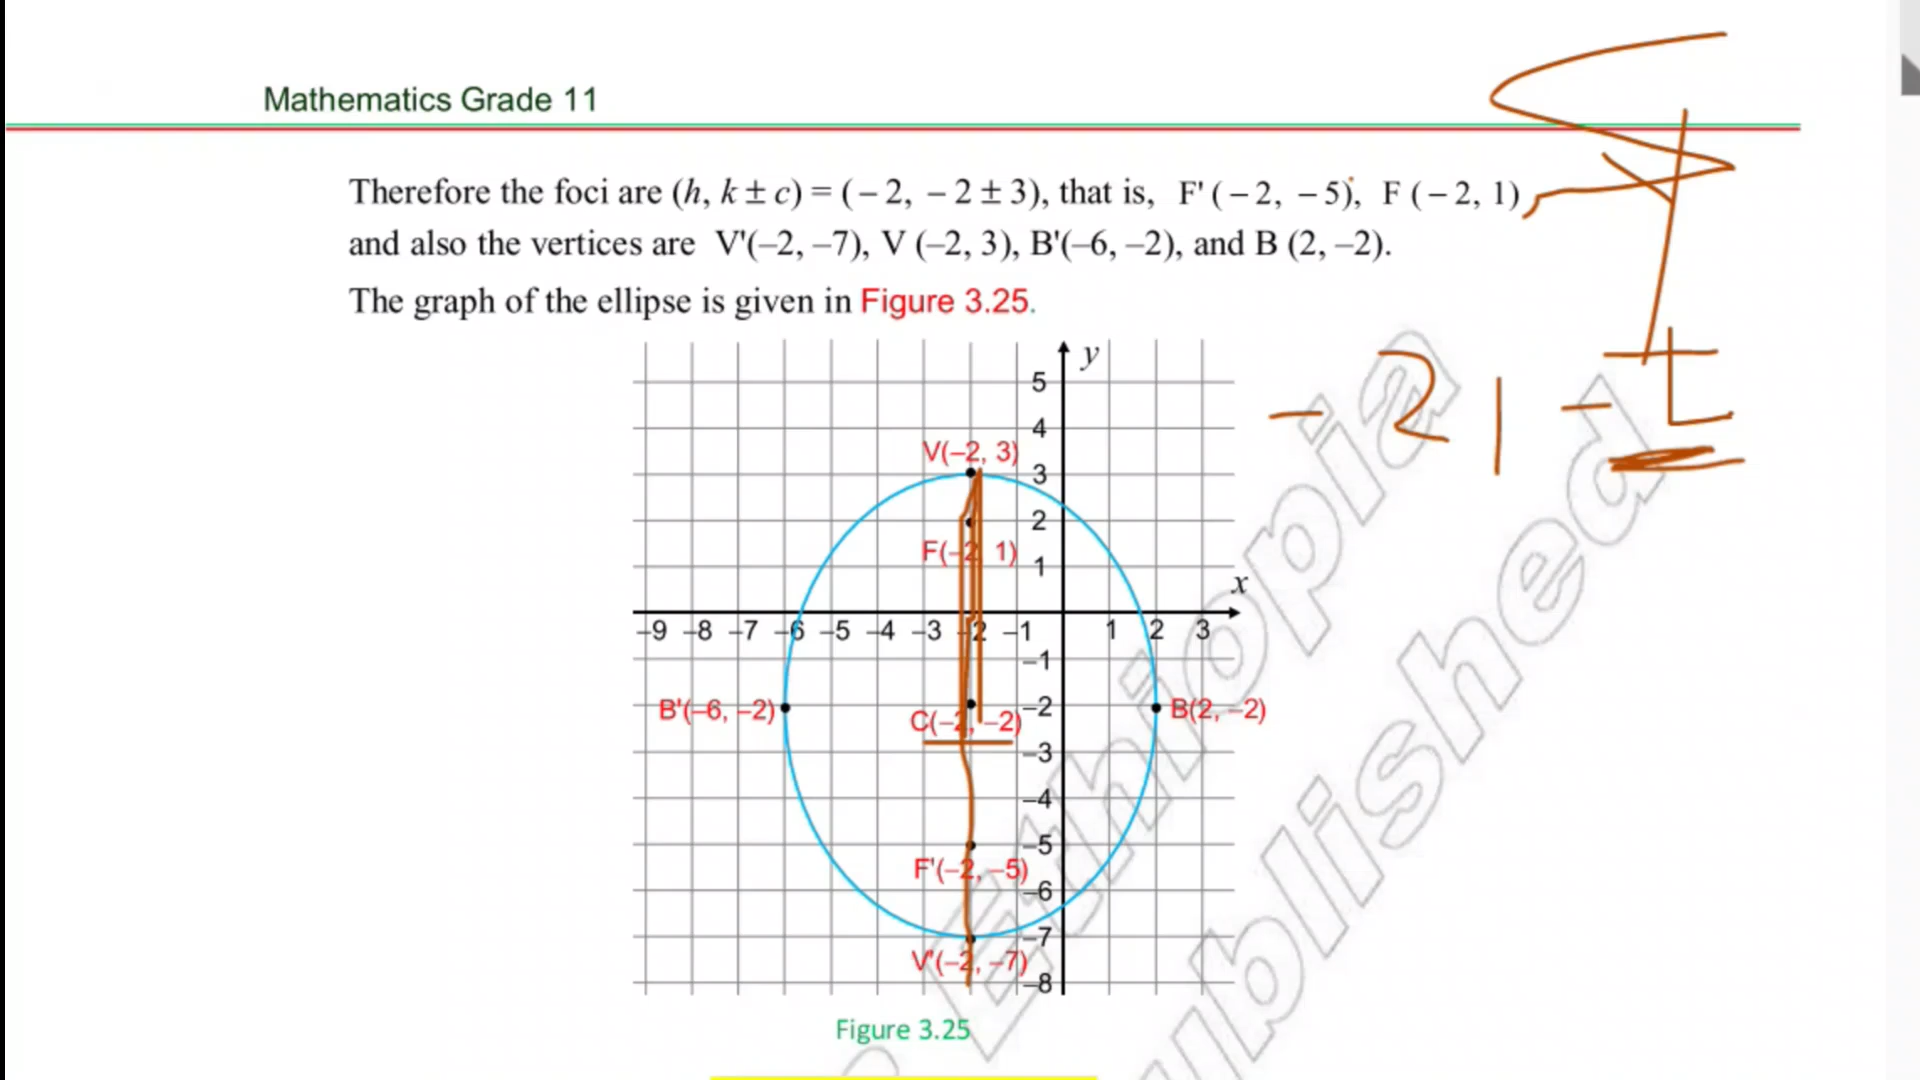 Mathematics Grade 11
Therefore the foci are (h, k ± c) = (– 2, – 2 ± 3), that is, F' (– 2, – 5), F (– 2, 1),
and also the vertices are V'(–2, –7), V (–2, 3), B'(–6, –2), and B (2, –2).
The graph of the ellipse is given in Figure 3.25.
y
5
4
– 2
V(–2, 3)
3
2
F(–2, 1)
1
x
–9 –8 –7 –6 –5 –4 –3 –2 –1 1 2 3
–1
B'(–6, –2)
C(–2, –2)
–2
B(2, –2)
–3
–4
–5
F'(–2, –5)
–6
–7
V'(–2, –7)
–8
Figure 3.25
Ethiopia
ublished